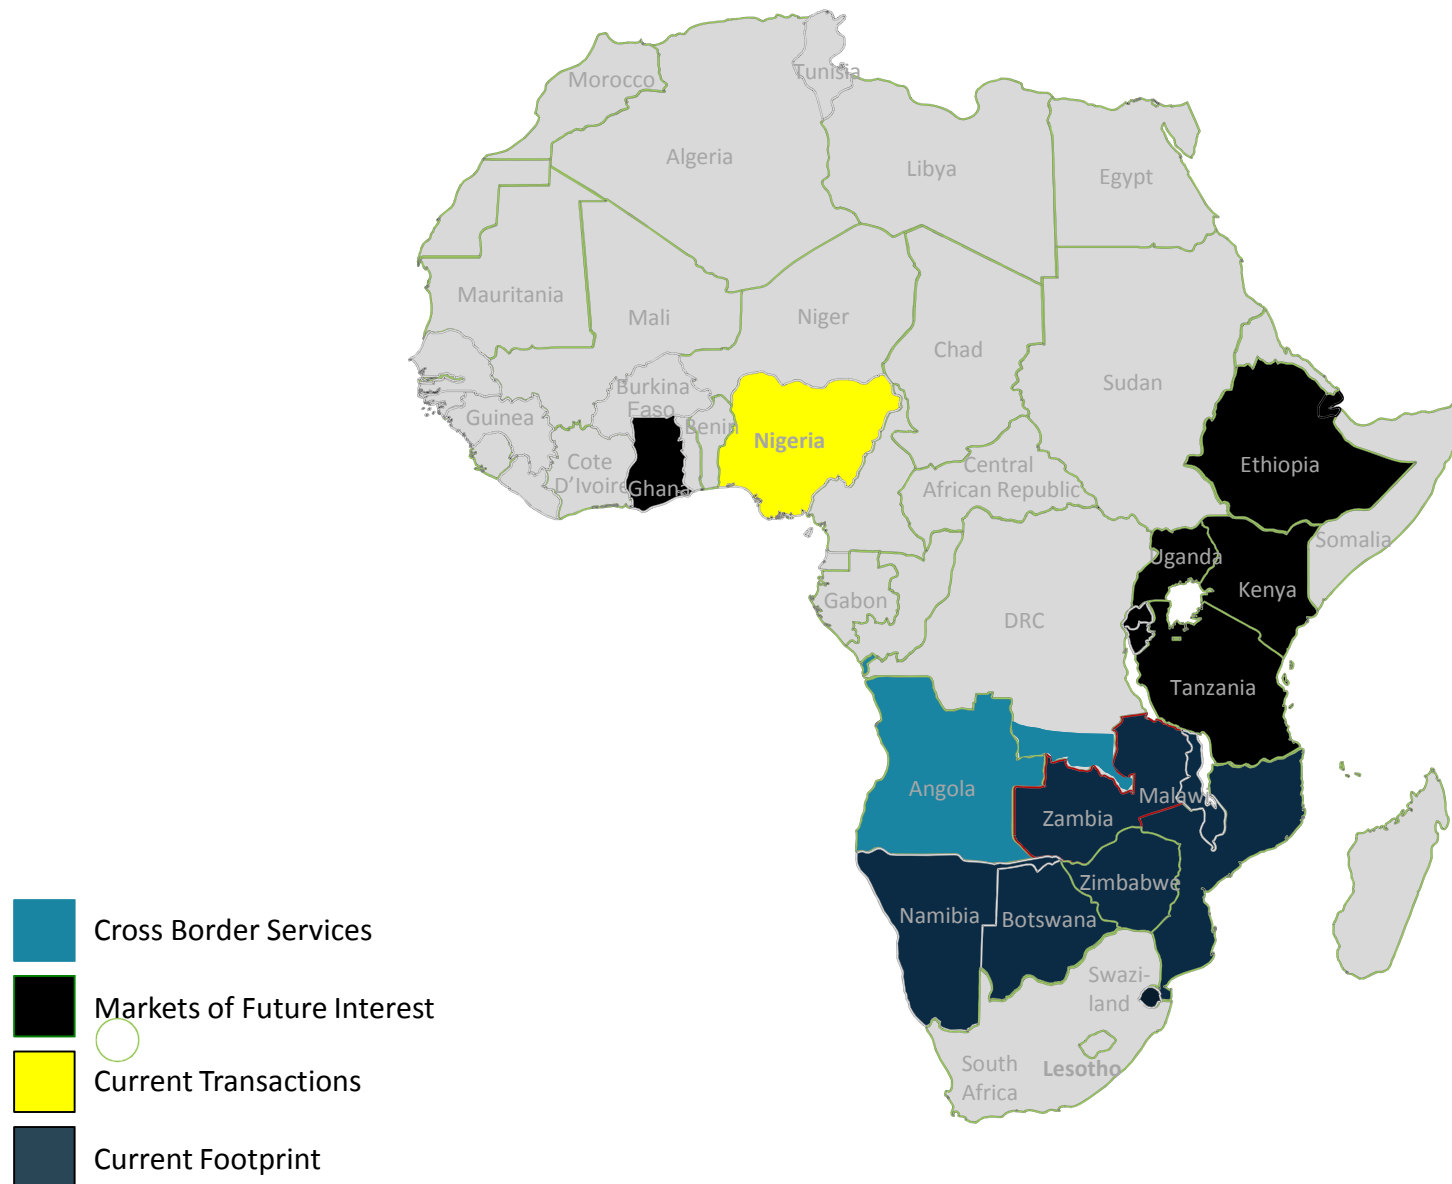 Morocco
Tunisia
Algeria
Libya
Egypt
Mauritania
Mali
Niger
Chad
Sudan
Burkina
Faso
Guinea
Benin
Nigeria
Cote
D'Ivoire
Ghana
Central
African Republic
Ethiopia
Somalia
Uganda
Kenya
Gabon
DRC
Tanzania
Angola
Malawi
Zambia
Zimbabwe
Namibia
Botswana
Swazi-
land
South
Africa
Lesotho
Cross Border Services
Markets of Future Interest
Current Transactions
Current Footprint